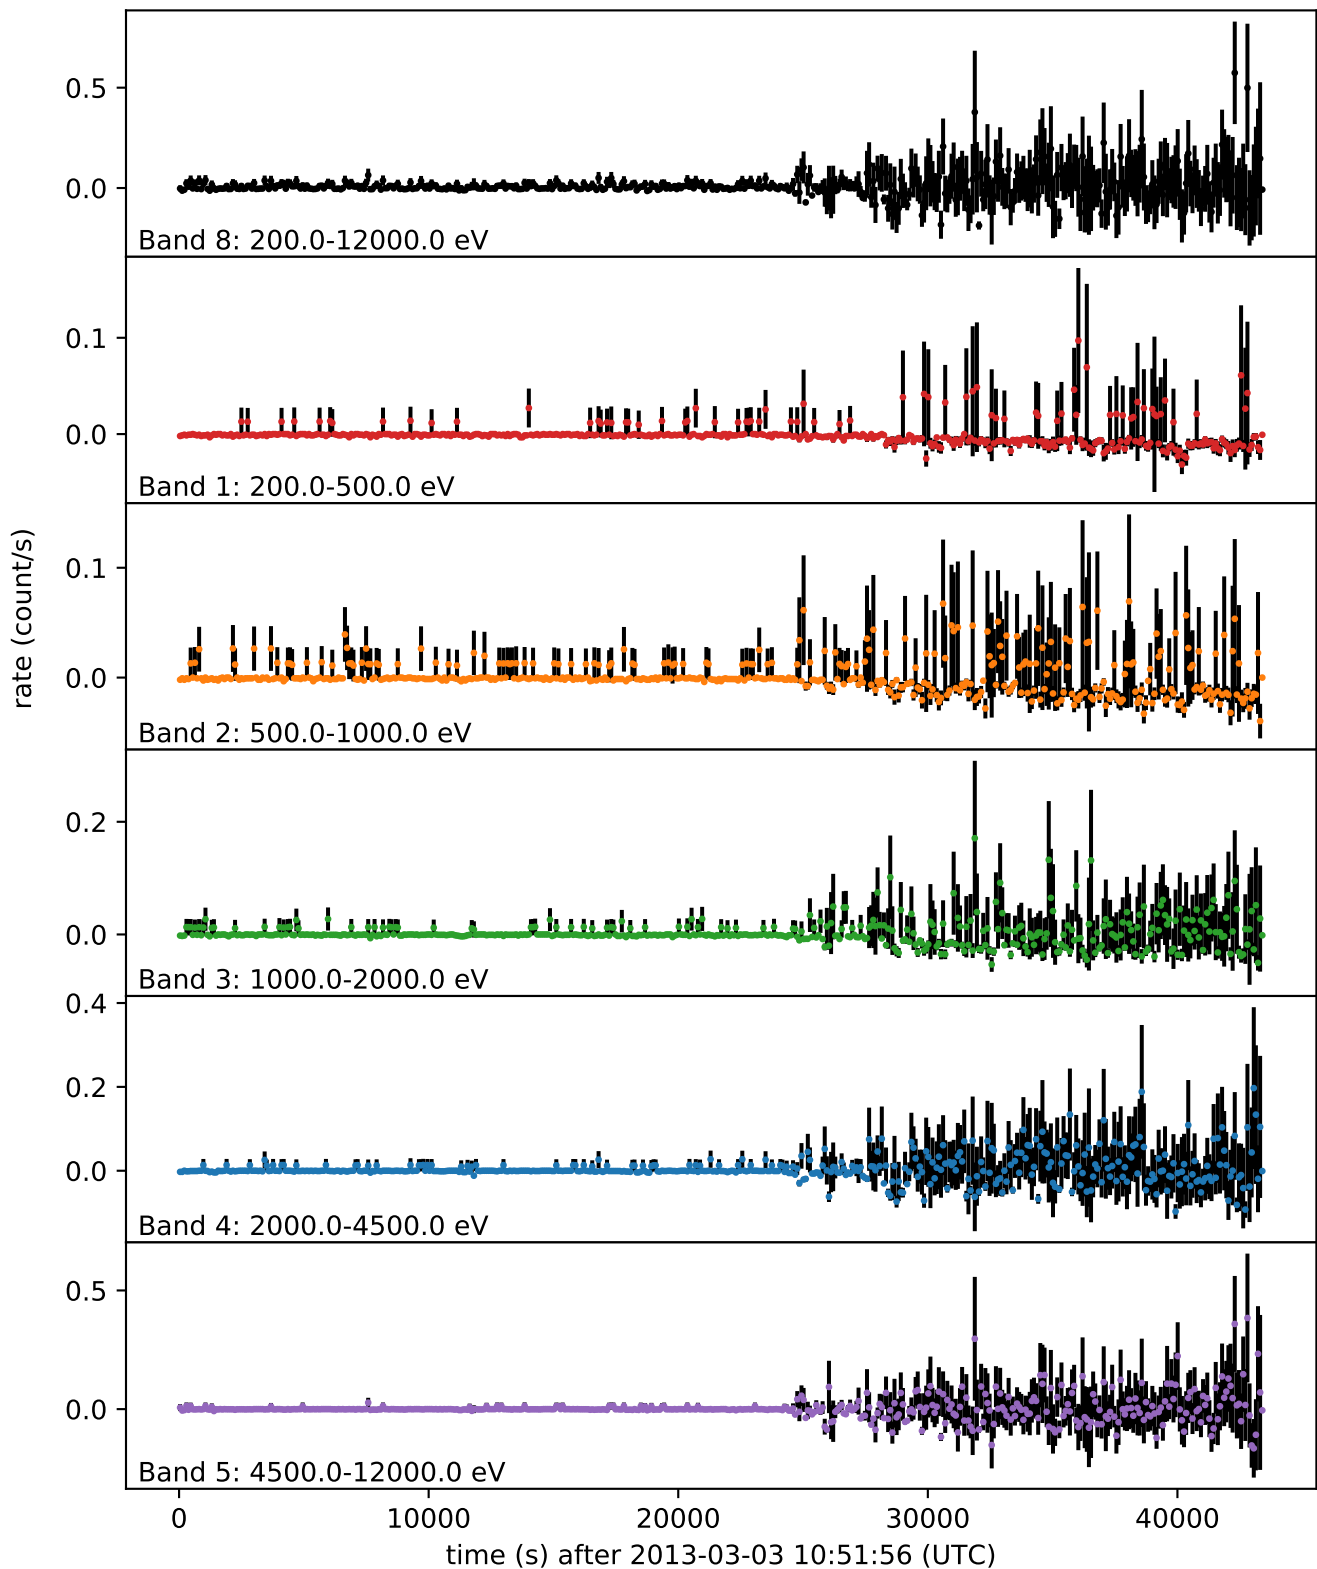 0.5
0.0
Band 8: 200.0-12000.0 eV
0.1
0.0
Band 1: 200.0-500.0 eV
rate (count/s)
0.1
0.0
Band 2: 500.0-1000.0 eV
0.2
0.0
Band 3: 1000.0-2000.0 eV
0.4
0.2
0.0
Band 4: 2000.0-4500.0 eV
0.5
0.0
Band 5: 4500.0-12000.0 eV
0 10000 20000 30000 40000
time (s) after 2013-03-03 10:51:56 (UTC)